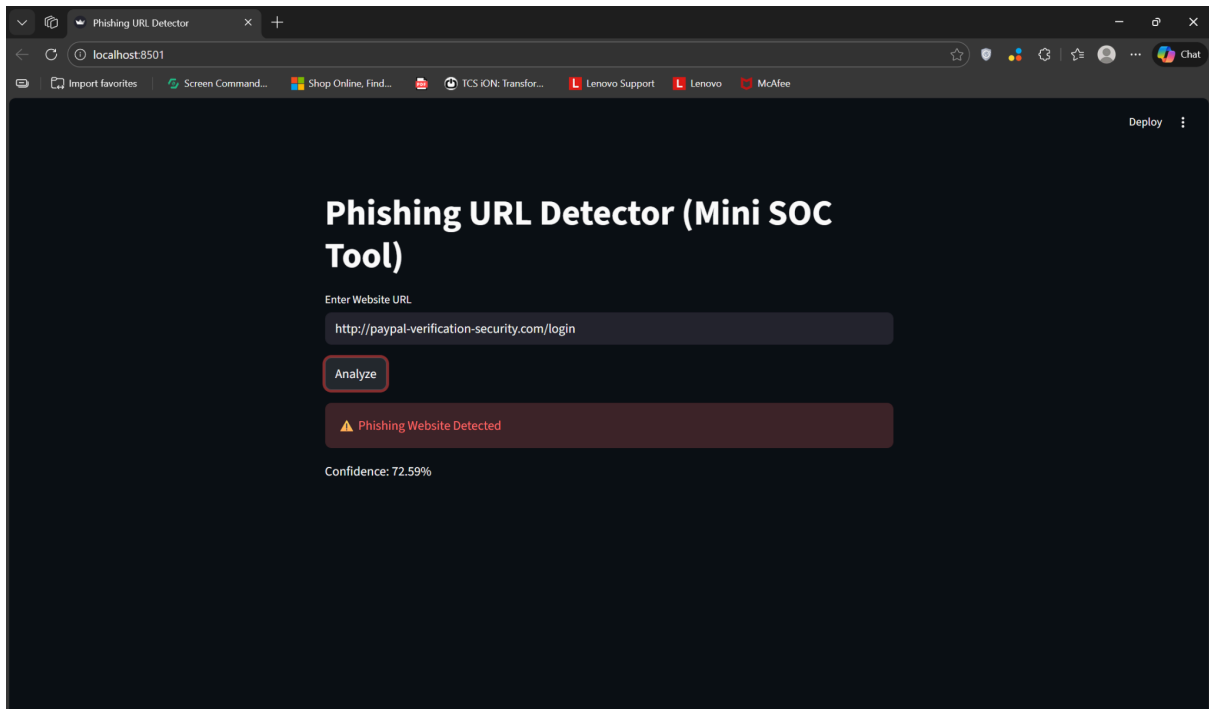 Phishing URL Detector
localhost:8501
Chat
Import favorites
Screen Command...
Shop Online, Find...
TCS iON: Transfor...
L Lenovo Support
L Lenovo
McAfee
Deploy
Phishing URL Detector (Mini SOC
Tool)
Enter Website URL
http://paypal-verification-security.com/login
Analyze
Phishing Website Detected
Confidence: 72.59%